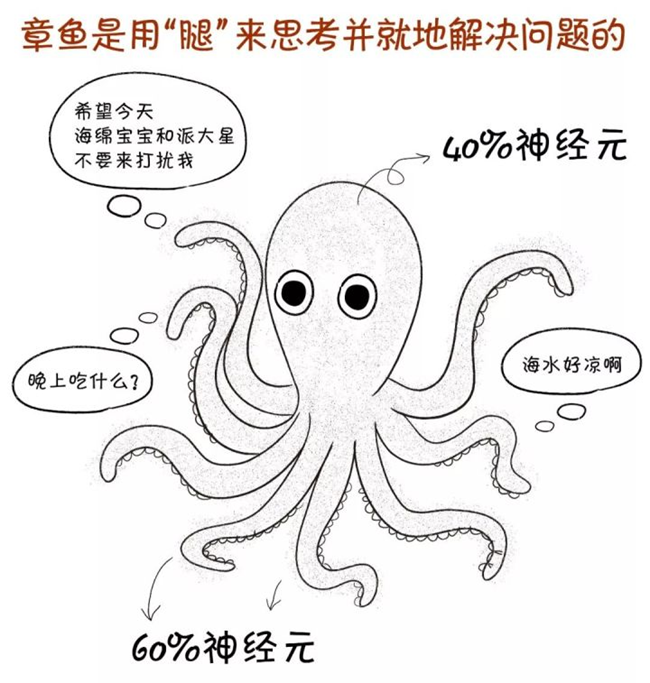 章鱼是用“腿”来思考并就地解决问题的
希望今天
海绵宝宝和派大星
不要来打扰我
40%神经元
晚上吃什么?
海水好凉啊
60%神经元